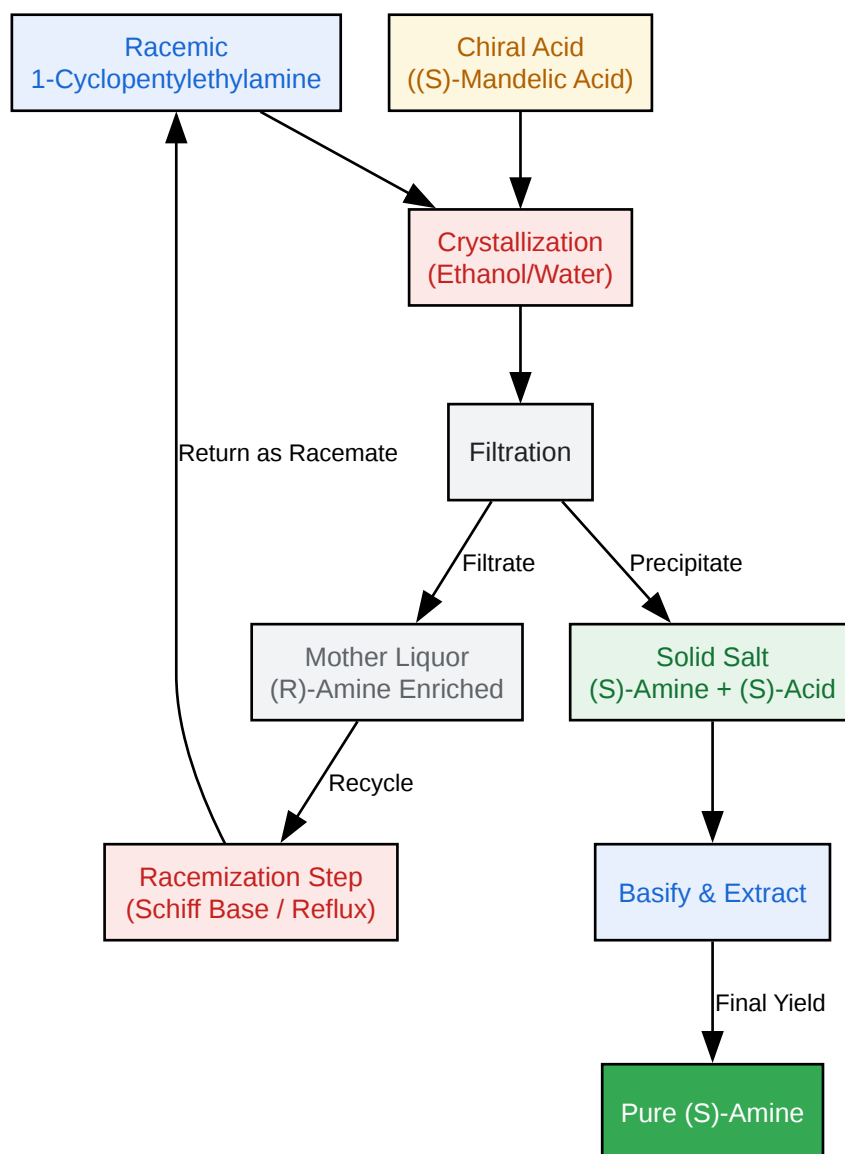 Racemic
1-Cyclopentylethylamine
Chiral Acid
((S)-Mandelic Acid)
Crystallization
(Ethanol/Water)
Filtration
Return as Racemate
Filtrate
Precipitate
Mother Liquor
(R)-Amine Enriched
Solid Salt
(S)-Amine + (S)-Acid
Recycle
Racemization Step
(Schiff Base / Reflux)
Basify & Extract
Final Yield
Pure (S)-Amine